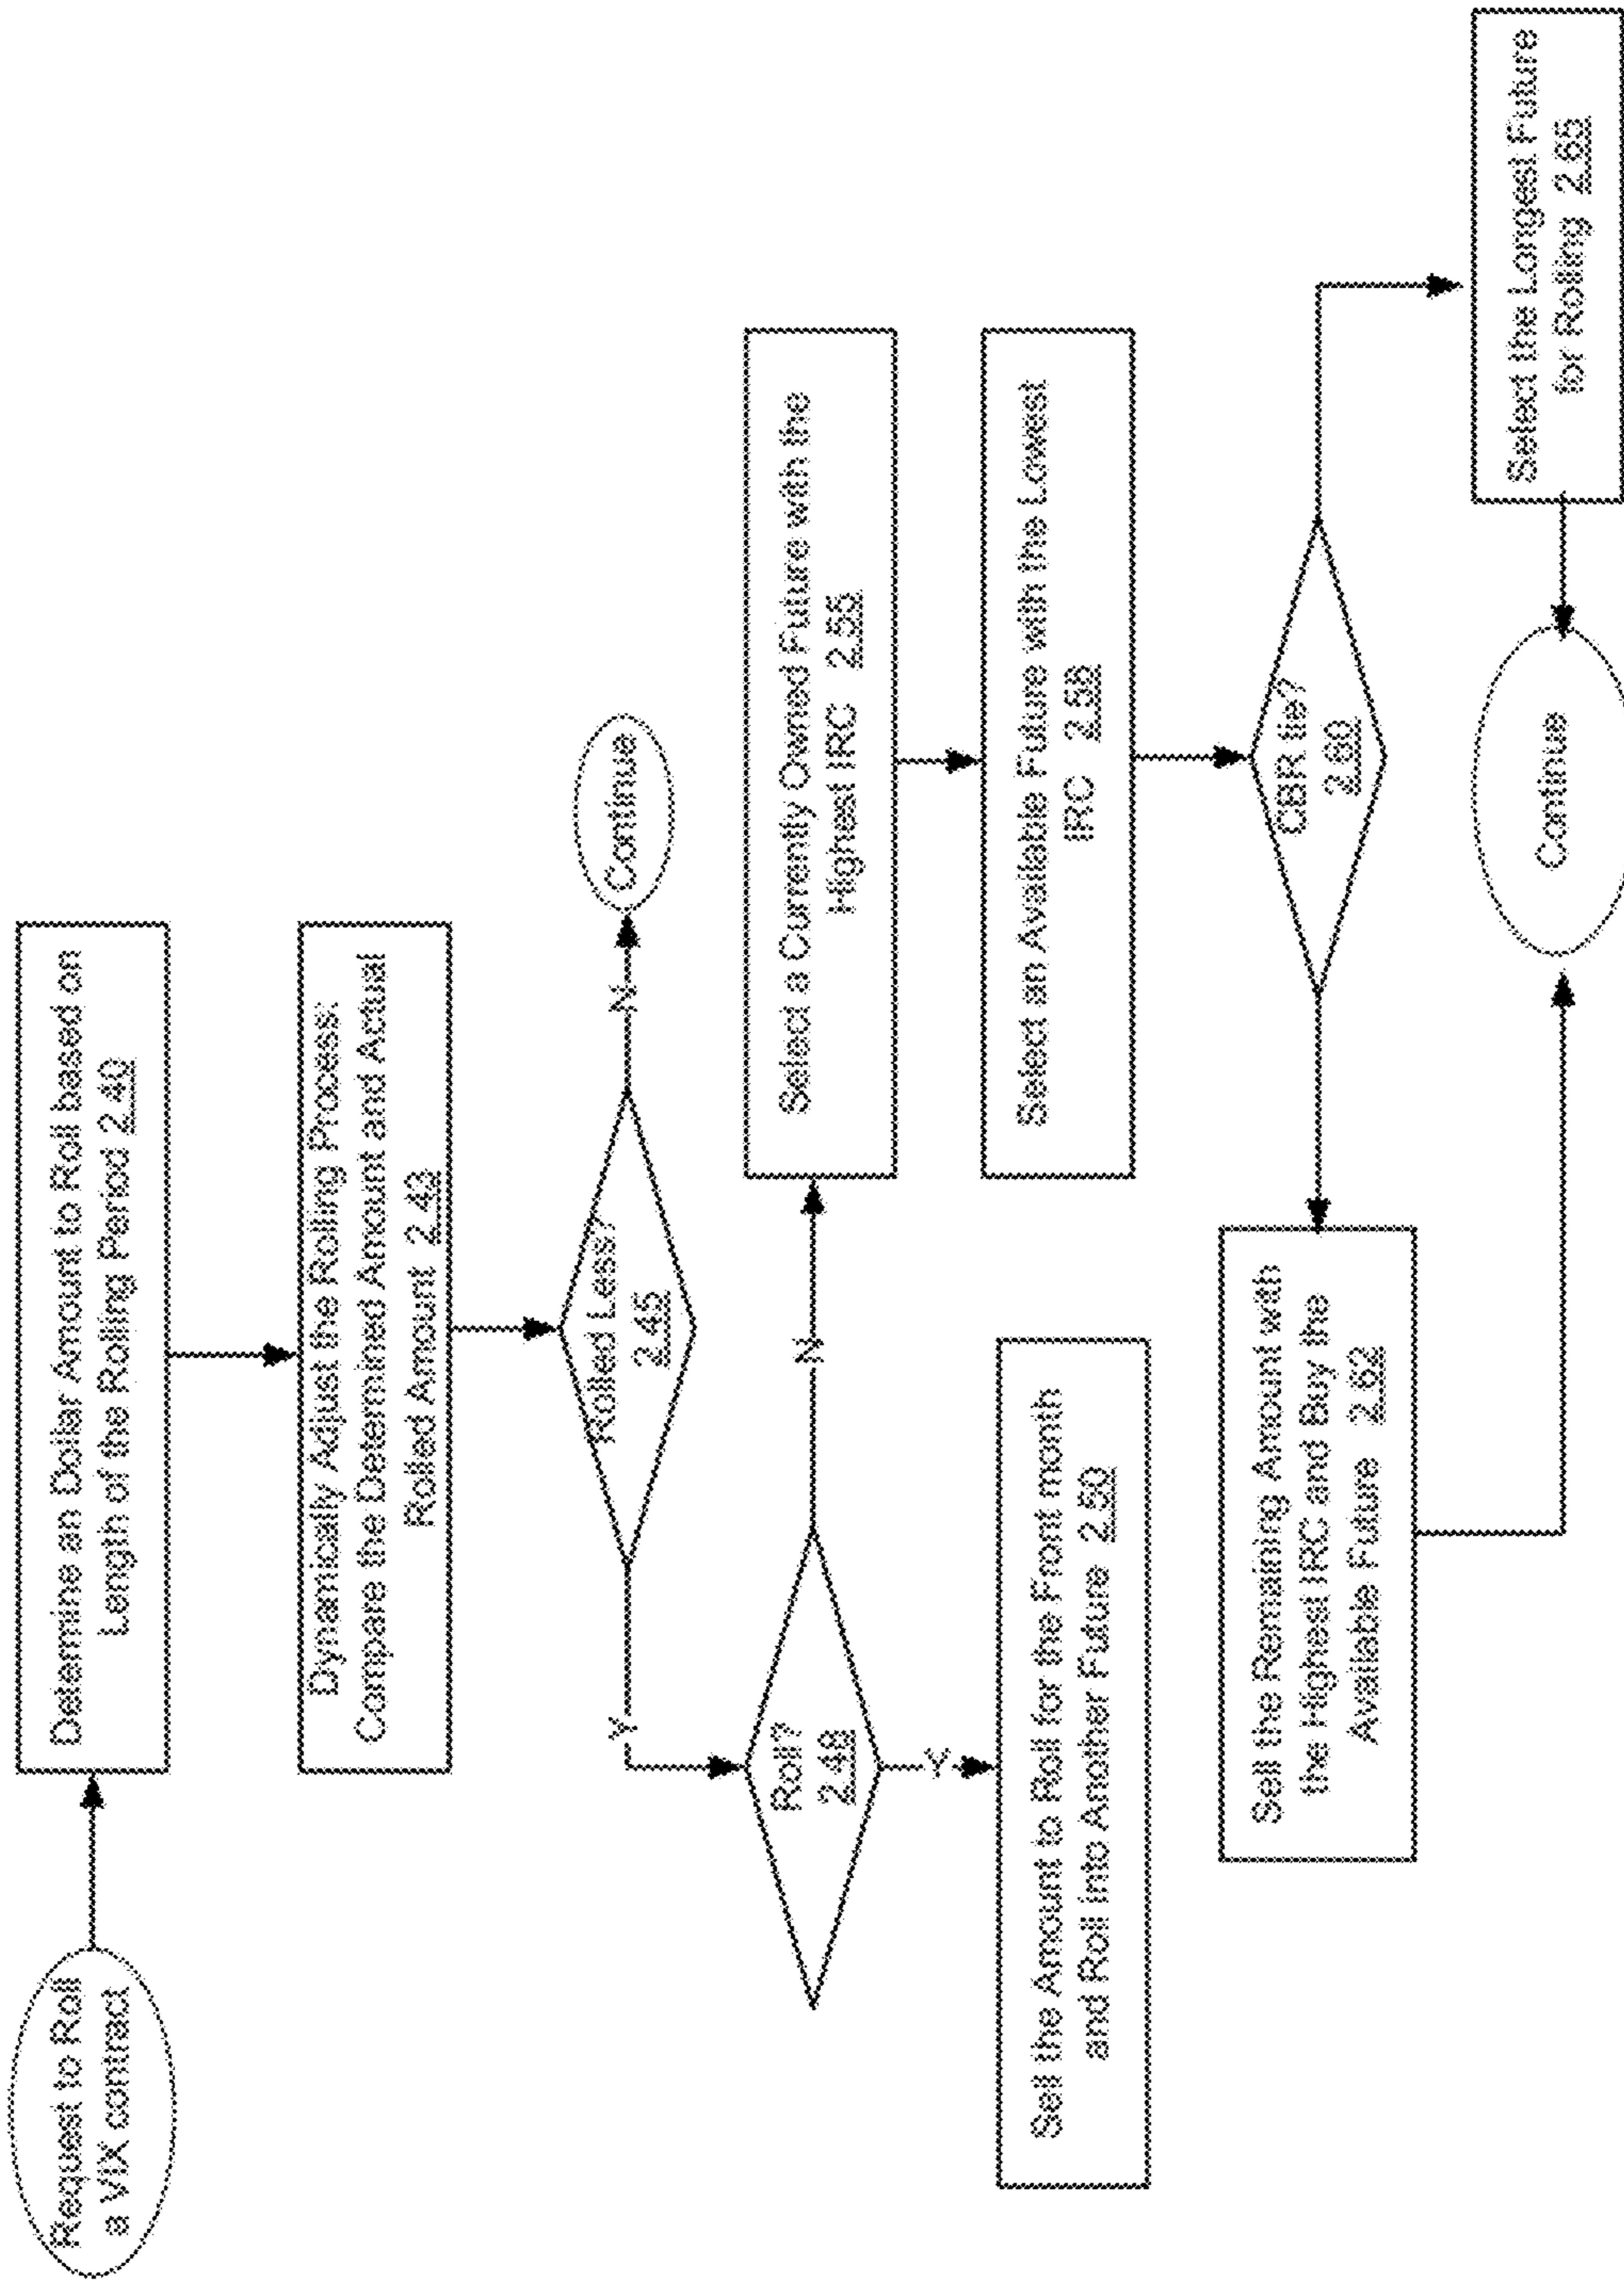 Request to Roll
a VIX contract
Determine an Dollar Amount to Roll based on
Length of the Rolling Period 2.40
Dynamically Adjust the Rolling Process:
Compare the Determined Amount and Actual
Rolled Amount 2.43
Rolled Less?
2.45
Y
N
Continue
Roll?
2.48
N
Y
Sell the Amount to Roll for the Front month
and Roll into Another Future 2.50
Select a Currently Owned Future with the
Highest IRC 2.55
Select an Available Future with the Lowest
IRC 2.58
CBR tie?
2.60
Sell the Remaining Amount with
the Highest IRC and Buy the
Available Future 2.62
Select the Longest Future
for Rolling 2.65
Continue